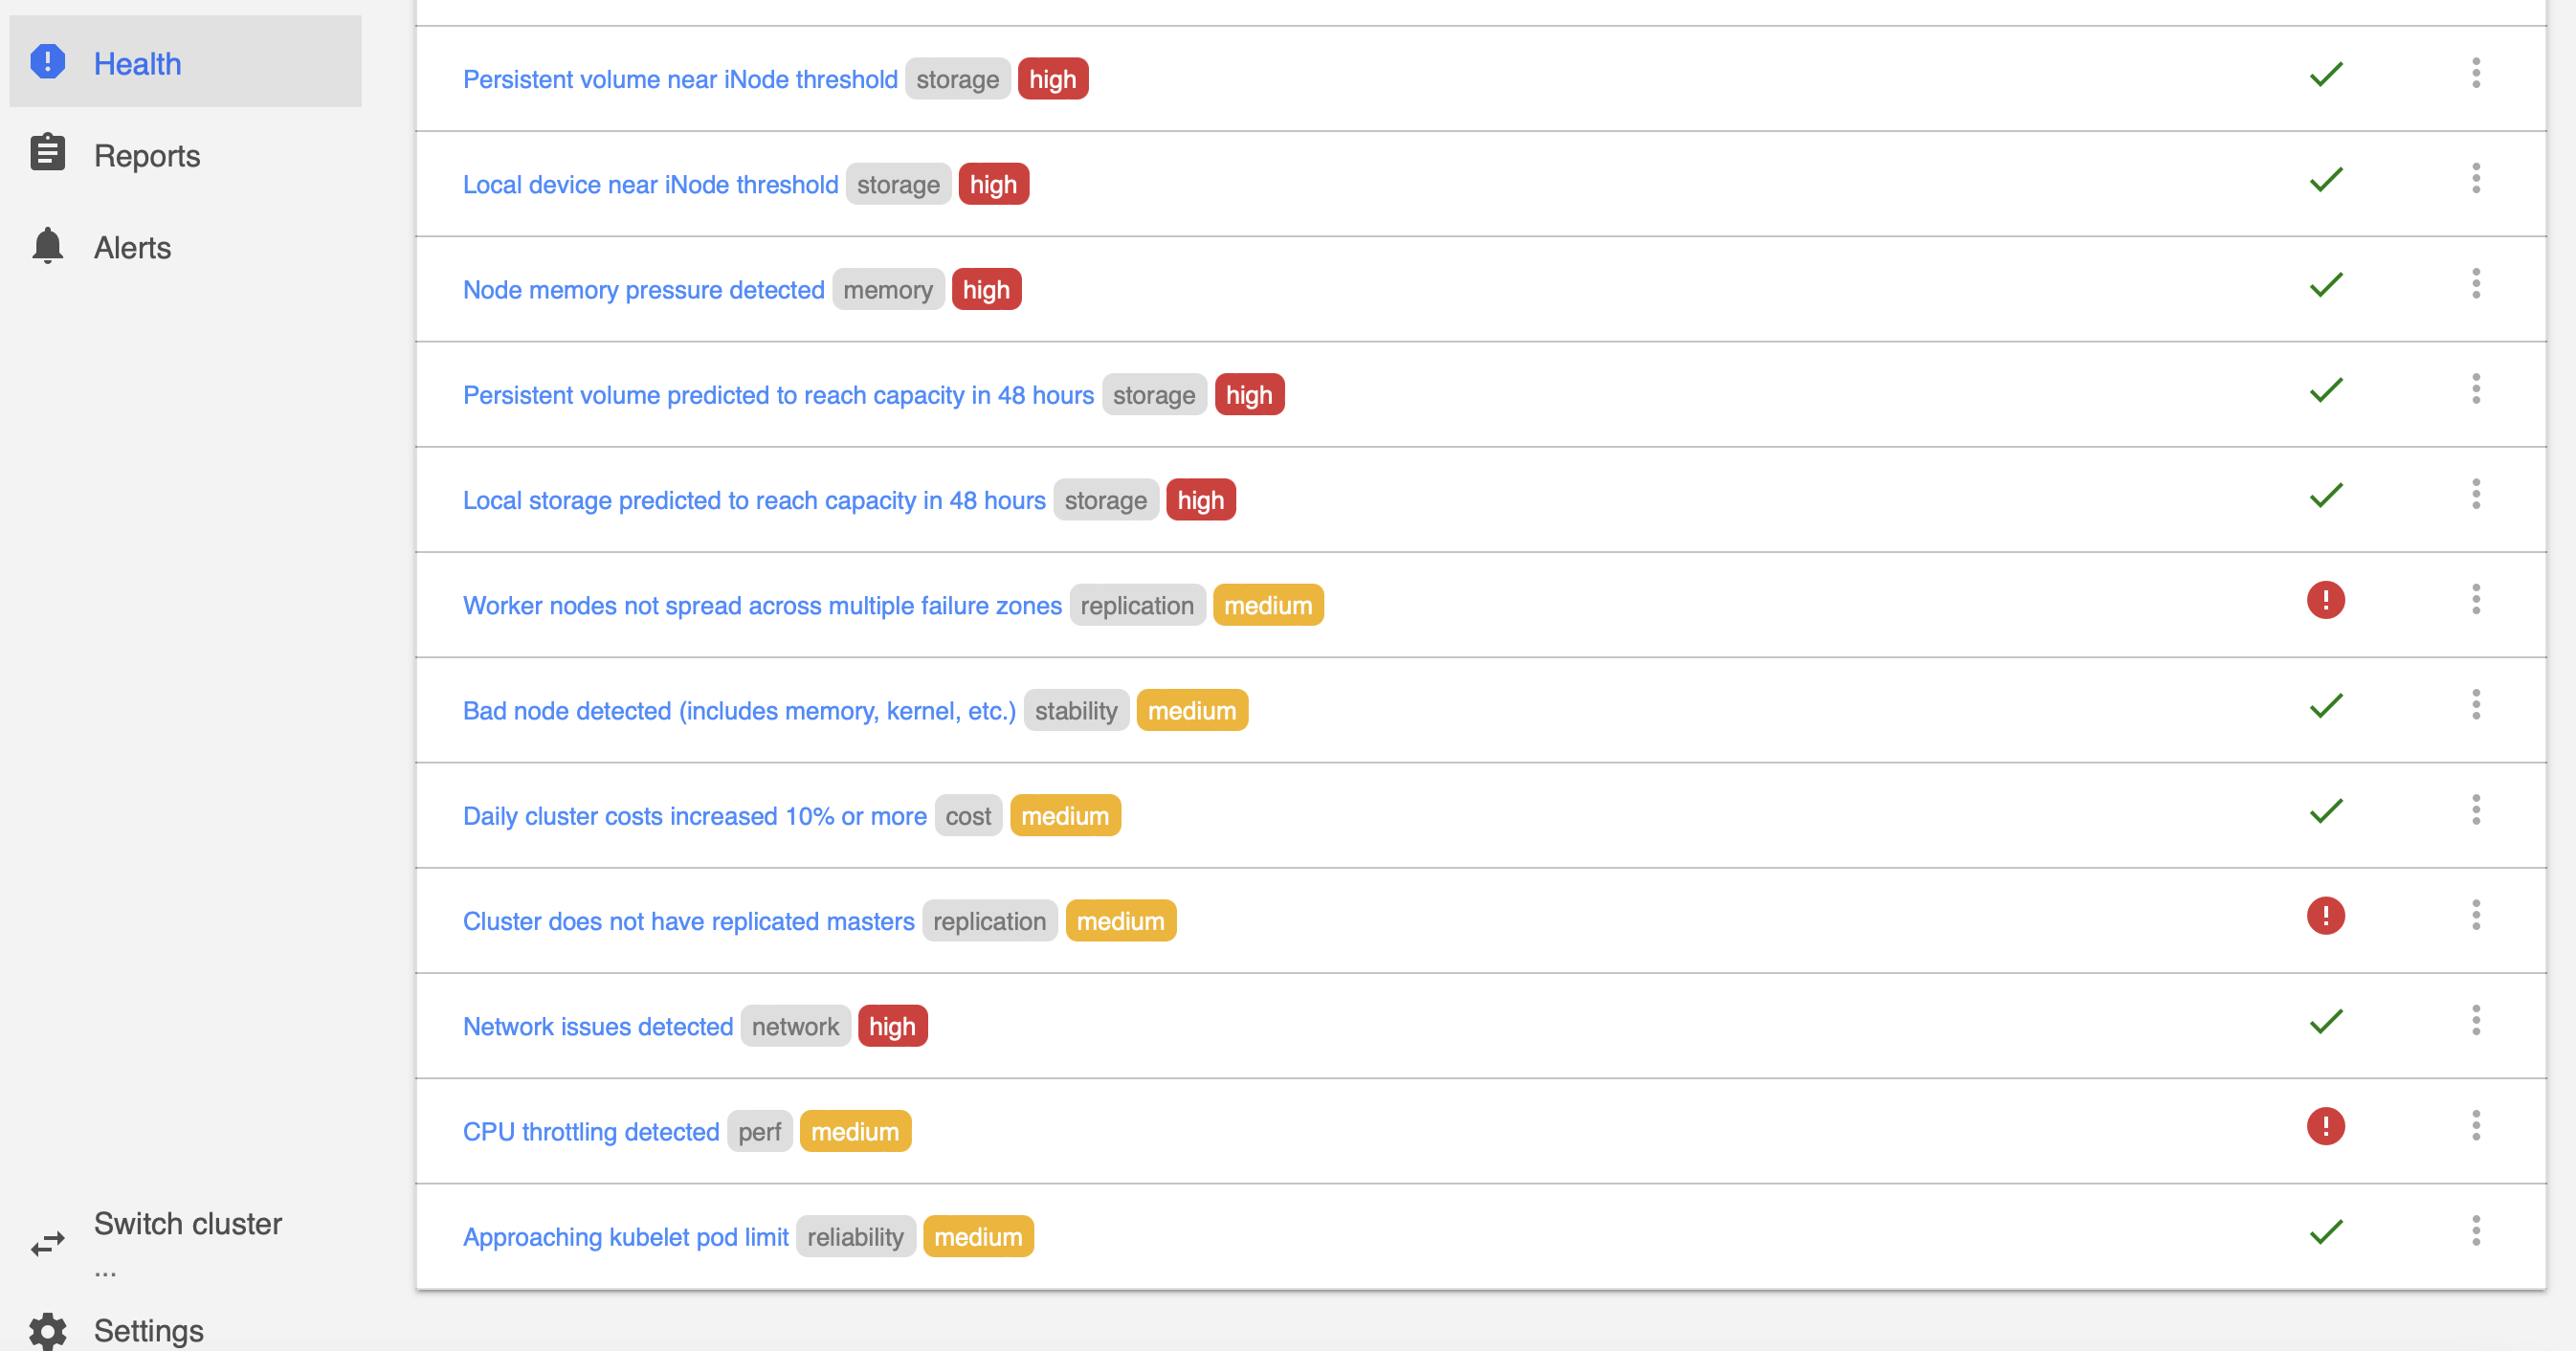 Health
Reports
Alerts
Persistent volume near iNode threshold storage high
Local device near iNode threshold storage high
Node memory pressure detected memory high
Persistent volume predicted to reach capacity in 48 hours storage high
Local storage predicted to reach capacity in 48 hours storage high
Worker nodes not spread across multiple failure zones replication medium
Bad node detected (includes memory, kernel, etc.) stability medium
Daily cluster costs increased 10% or more cost medium
Cluster does not have replicated masters replication medium
Network issues detected network high
CPU throttling detected perf medium
Approaching kubelet pod limit reliability medium
Switch cluster
...
Settings